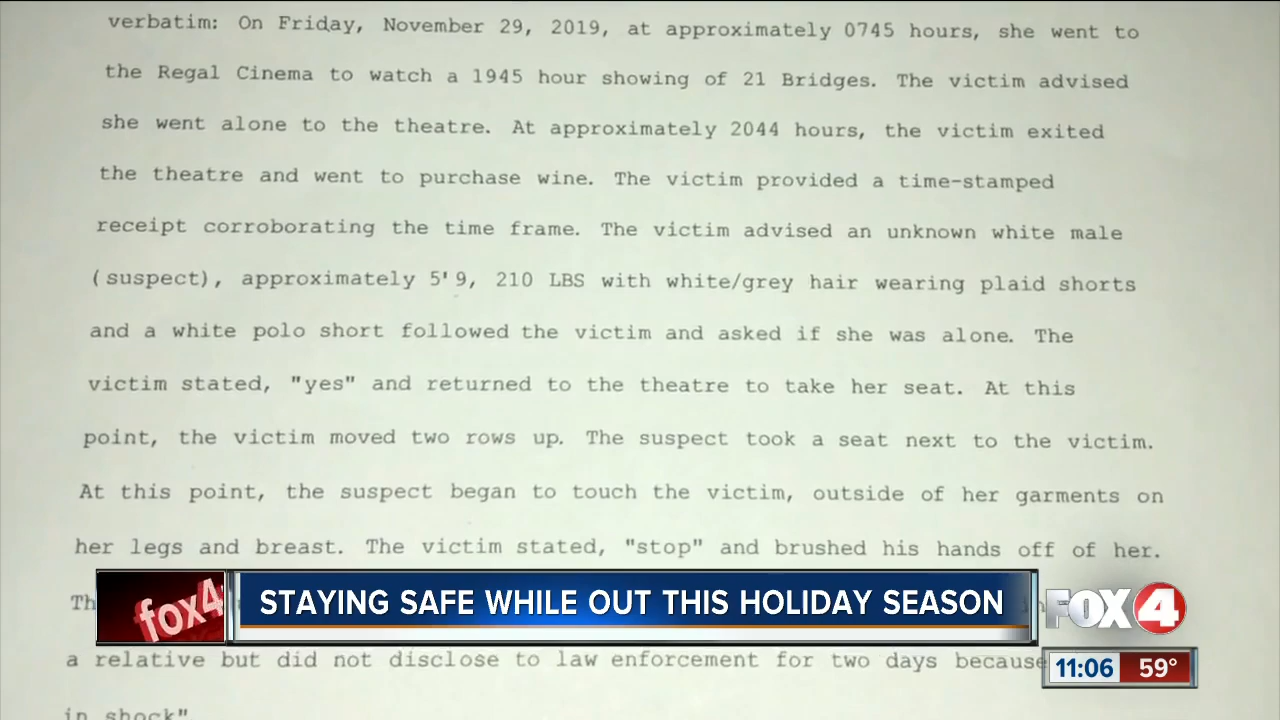 verbatim: On Friday, November 29, 2019, at approximately 0745 hours, she went to
the Regal Cinema to watch a 1945 hour showing of 21 Bridges. The victim advised
she went alone to the theatre. At approximately 2044 hours, the victim exited
the theatre and went to purchase wine. The victim provided a time-stamped
receipt corroborating the time frame. The victim advised an unknown white male
(suspect), approximately 5'9, 210 LBS with white/grey hair wearing plaid shorts
and a white polo short followed the victim and asked if she was alone. The
victim stated, "yes" and returned to the theatre to take her seat. At this
point, the victim moved two rows up. The suspect took a seat next to the victim.
At this point, the suspect began to touch the victim, outside of her garments on
her legs and breast. The victim stated, "stop" and brushed his hands off of her.
fox4
STAYING SAFE WHILE OUT THIS HOLIDAY SEASON
FOX 4
a relative but did not disclose to law enforcement for two days because
11:06 59°
in shock"